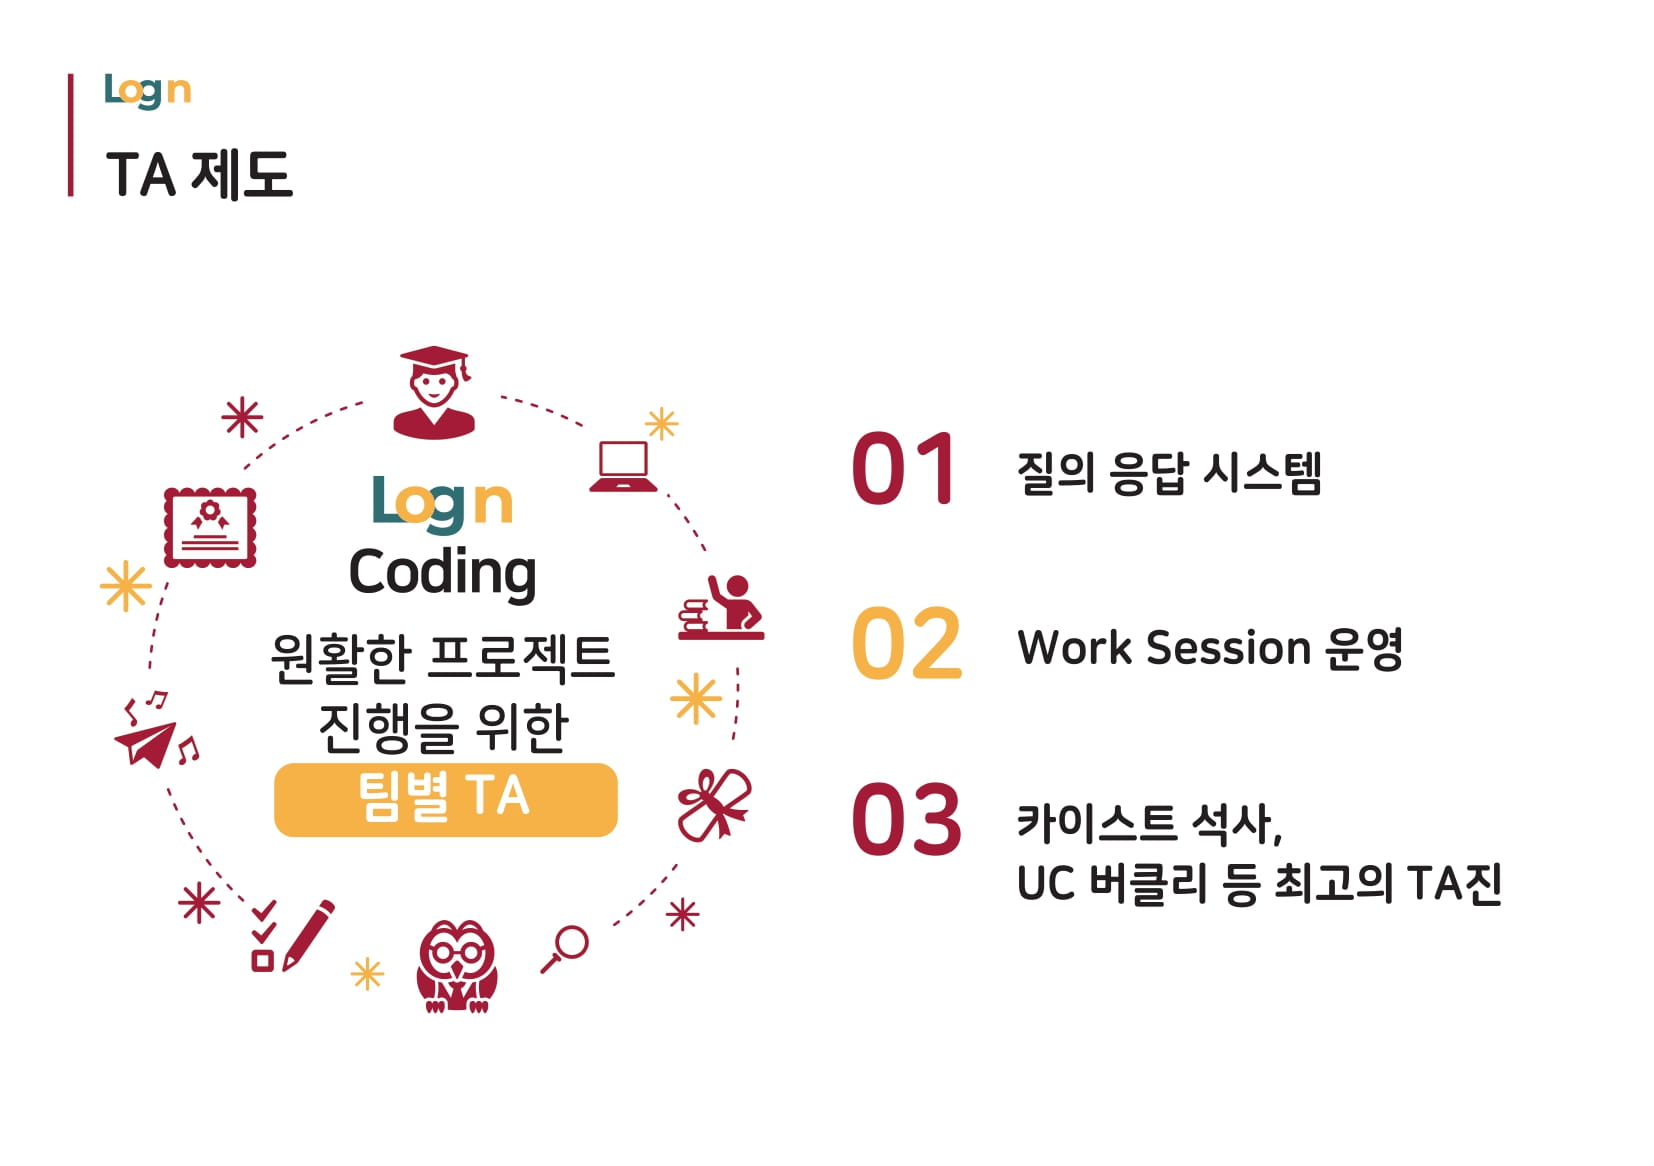 Logn
TA 제도
Logn
Coding
원활한 프로젝트
진행을 위한
팀별 TA
01 질의 응답 시스템
02 Work Session 운영
03 카이스트 석사,
UC 버클리 등 최고의 TA진